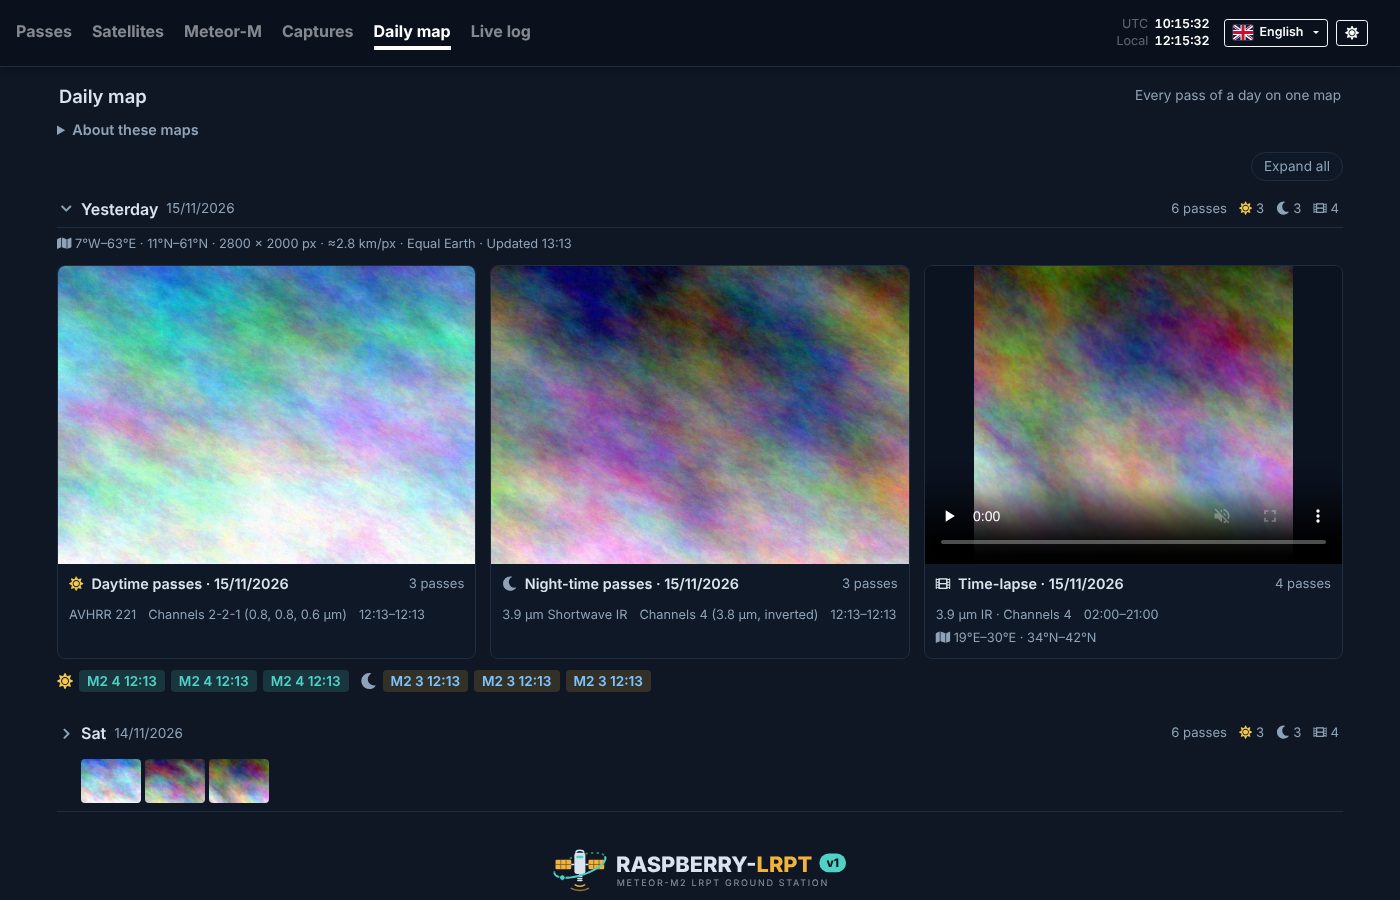 Passes Satellites Meteor-M Captures Daily map Live log
UTC 10:15:32
Local 12:15:32
English
Daily map
Every pass of a day on one map
About these maps
Expand all
Yesterday 15/11/2026
6 passes 3 3 4
7°W–63°E · 11°N–61°N · 2800 × 2000 px · ≈2.8 km/px · Equal Earth · Updated 13:13
0:00
Daytime passes · 15/11/2026 3 passes
AVHRR 221 Channels 2-2-1 (0.8, 0.8, 0.6 µm) 12:13–12:13
Night-time passes · 15/11/2026 3 passes
3.9 µm Shortwave IR Channels 4 (3.8 µm, inverted) 12:13–12:13
Time-lapse · 15/11/2026 4 passes
3.9 µm IR · Channels 4 02:00–21:00
19°E–30°E · 34°N–42°N
M2 4 12:13 M2 4 12:13 M2 4 12:13 M2 3 12:13 M2 3 12:13 M2 3 12:13
Sat 14/11/2026
6 passes 3 3 4
RASPBERRY-LRPT v1
METEOR-M2 LRPT GROUND STATION